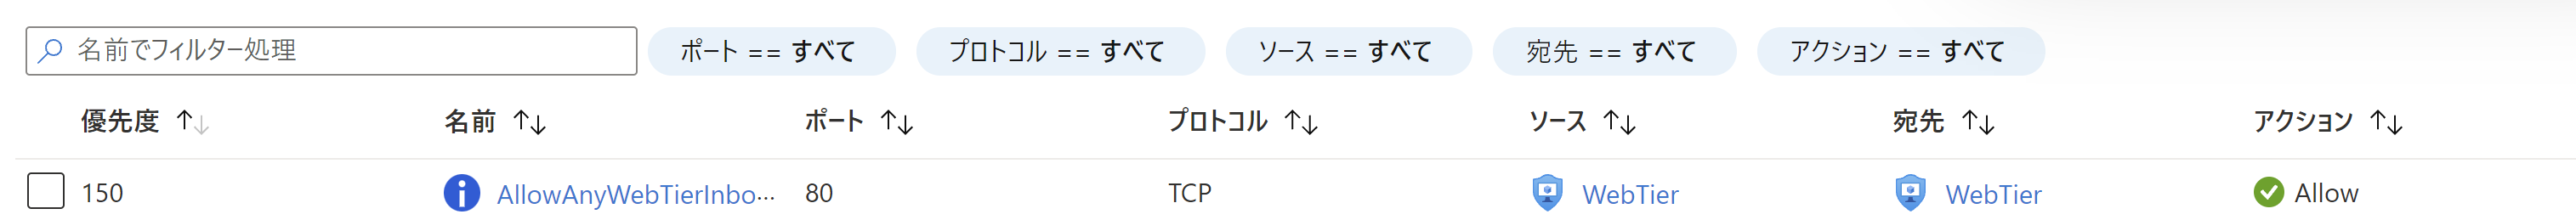 名前でフィルター処理 ポート == すべて プロトコル == すべて ソース == すべて 宛先 == すべて アクション == すべて
優先度 ↑↓ 名前 ↑↓ ポート ↑↓ プロトコル ↑↓ ソース ↑↓ 宛先 ↑↓ アクション ↑↓
150 AllowAnyWebTierInbo... 80 TCP WebTier WebTier Allow